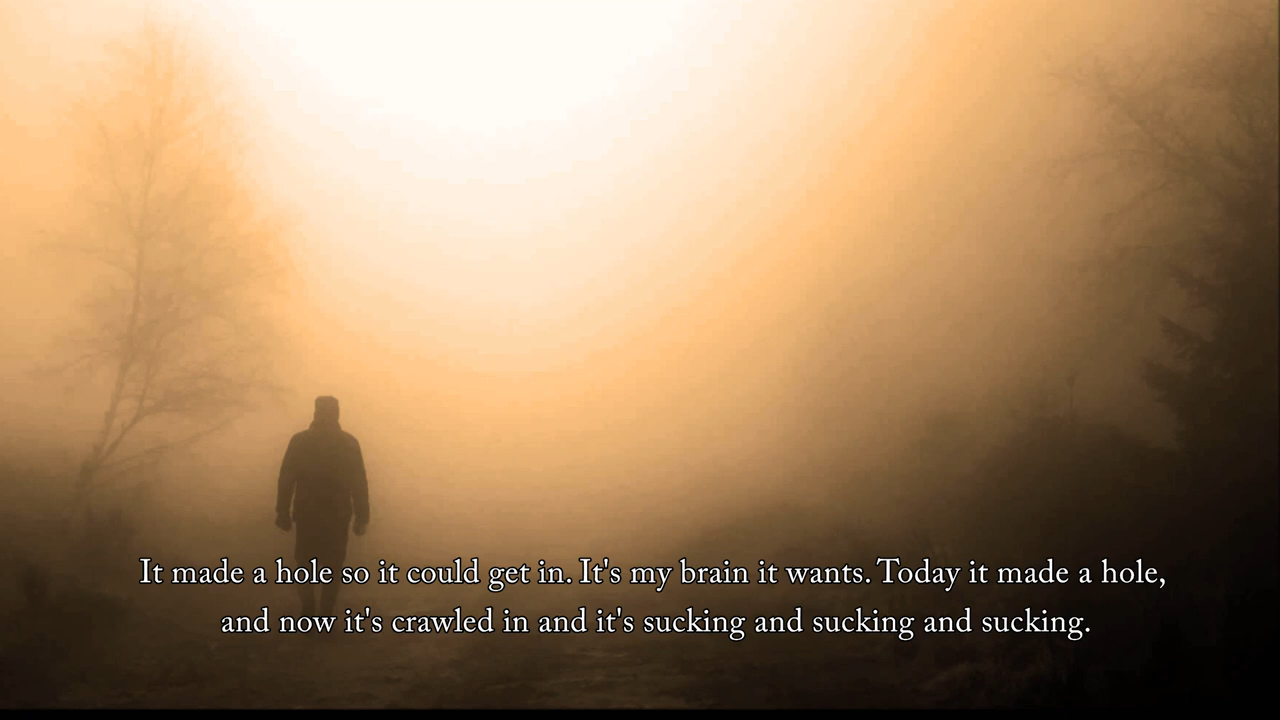 It made a hole so it could get in. It's my brain it wants. Today it made a hole,
and now it's crawled in and it's sucking and sucking and sucking.